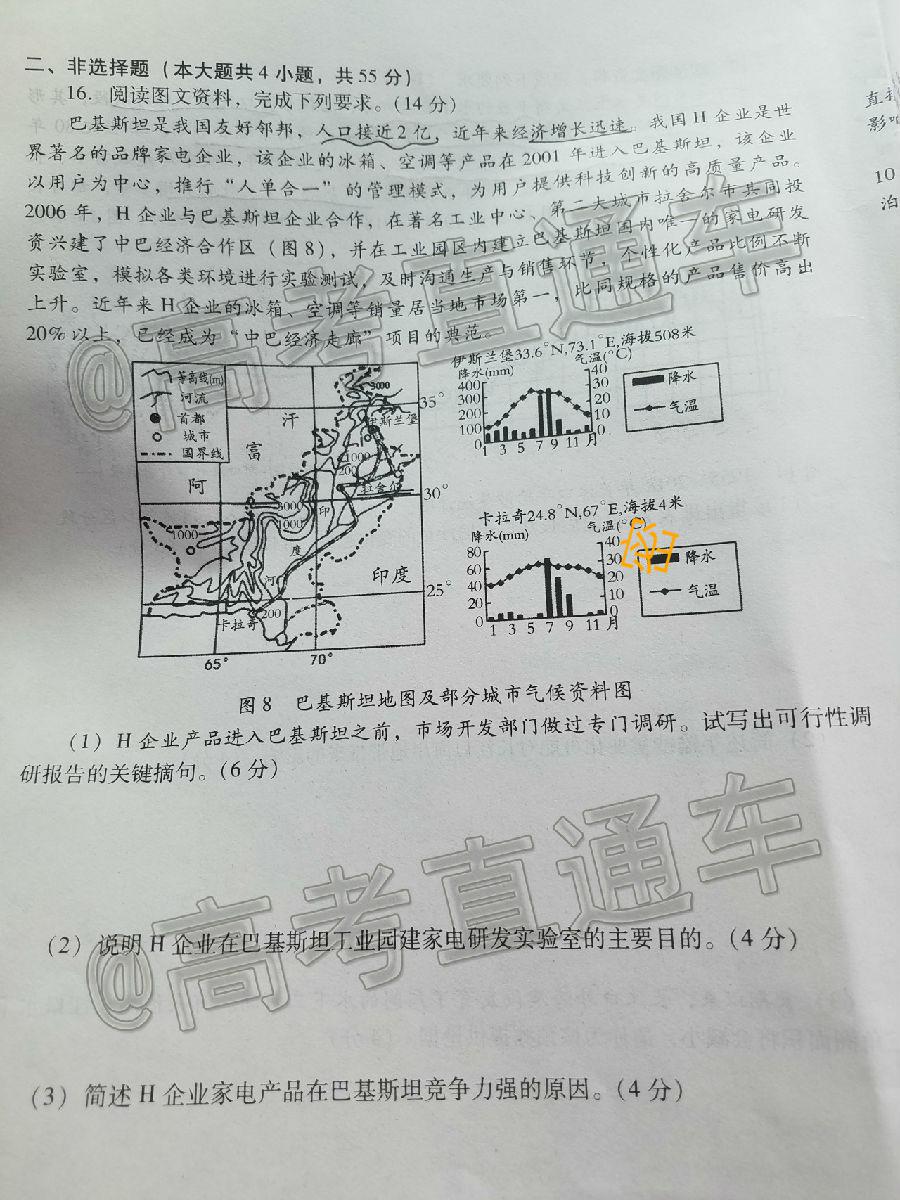 二、非选择题(本大题共4小题，共55分)
16. 阅读图文资料，完成下列要求。(14分)
巴基斯坦是我国友好邻邦，人口接近2亿，近年来经济增长迅速。我国H企业是世
界著名的品牌家电企业，该企业的冰箱、空调等产品在2001年进入巴基斯坦，该企业
以用户为中心，推行“人单合一”的管理模式，为用户提供科技创新的高质量产品。
2006年，H企业与巴基斯坦企业合作，在著名工业中心、第二大城市拉舍尔市共同投
资兴建了中巴经济合作区(图8)，并在工业园区内建立巴基斯坦国内唯一的家电研发
实验室，模拟各类环境进行实验测试，及时沟通生产与销售环节，个性化产品比例不断
上升。近年来H企业的冰箱、空调等销量居当地市场第一，比同规格的产品售价高出
20%以上，已经成为“中巴经济走廊”项目的典范。
@高考直通车
等高线(m)
河流
首都
城市
国界线
阿
富
汗
印度
印
度
河
伊斯兰堡
拉舍尔
卡拉奇
3000
1000
200
3000
1000
200
35°
30°
25°
65°
70°
伊斯兰堡33.6°N,73.1°E,海拔508米
降水(mm) 气温(°C)
400
300
200
100
0
40
30
20
10
0
1 3 5 7 9 11 月
降水
气温
卡拉奇24.8°N,67°E,海拔4米
降水(mm) 气温(°C)
80
60
40
20
0
40
30
20
10
0
1 3 5 7 9 11 月
降水
气温
图8 巴基斯坦地图及部分城市气候资料图
(1) H企业产品进入巴基斯坦之前，市场开发部门做过专门调研。试写出可行性调
研报告的关键摘句。(6分)
@高考直通车
(2) 说明H企业在巴基斯坦工业园建家电研发实验室的主要目的。(4分)
(3) 简述H企业家电产品在巴基斯坦竞争力强的原因。(4分)
直接
影响
10
泊